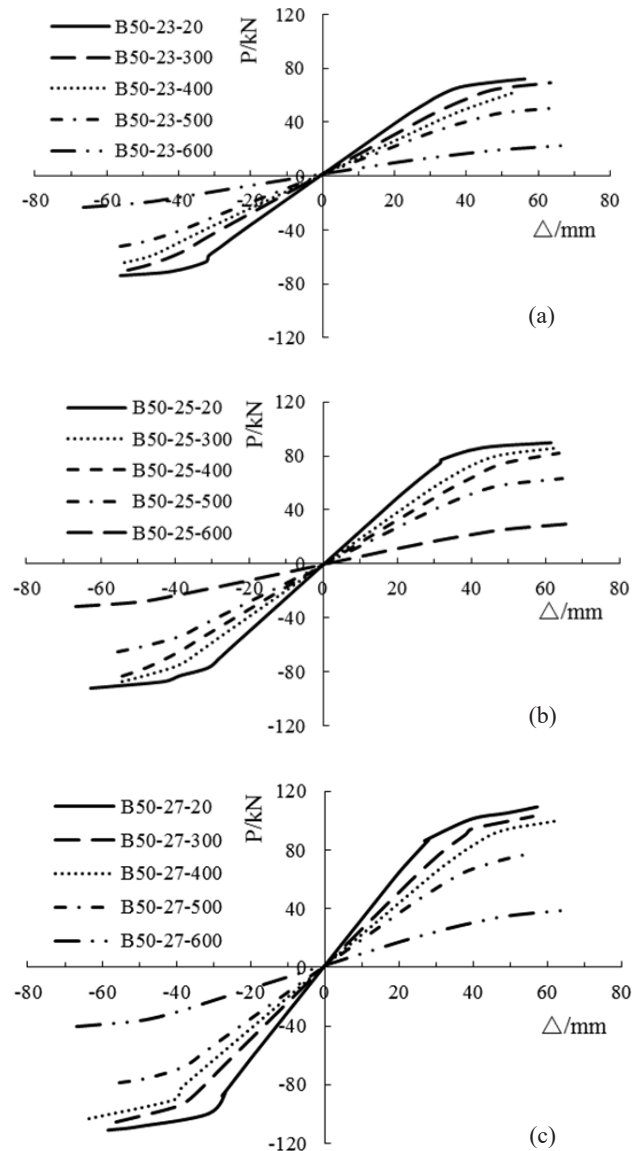 P/kN
120
B50-23-20
B50-23-300
B50-23-400
B50-23-500
B50-23-600
80
40
0
-80 -60 -40 -20 0 20 40 60 80
△/mm
-40
-80
-120
(a)
P/kN
120
B50-25-20
B50-25-300
B50-25-400
B50-25-500
B50-25-600
80
40
0
-80 -60 -40 -20 0 20 40 60 80
△/mm
-40
-80
-120
(b)
P/kN
120
B50-27-20
B50-27-300
B50-27-400
B50-27-500
B50-27-600
80
40
0
-80 -60 -40 -20 0 20 40 60 80
△/mm
-40
-80
-120
(c)